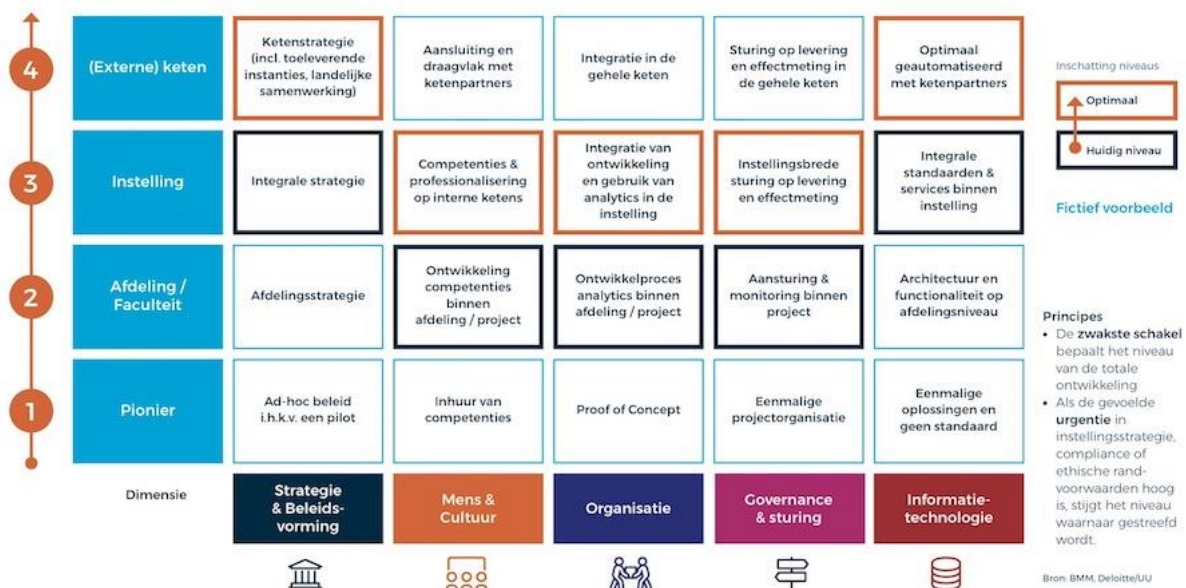 4
(Externe) keten
Ketenstrategie
(incl. toeleverende
instanties, landelijke
samenwerking)
Aansluiting en
draagvlak met
ketenpartners
Integratie in de
gehele keten
Sturing op levering
en effectmeting in
de gehele keten
Optimaal
geautomatiseerd
met ketenpartners
3
Instelling
Integrale strategie
Competenties &
professionalisering
op interne ketens
Integratie van
ontwikkeling
en gebruik van
analytics in de
instelling
Instellingsbrede
sturing op levering
en effectmeting
Integrale
standaarden &
services binnen
instelling
2
Afdeling /
Faculteit
Afdelingsstrategie
Ontwikkeling
competenties
binnen
afdeling / project
Ontwikkelproces
analytics binnen
afdeling / project
Aansturing &
monitoring binnen
project
Architectuur en
functionaliteit op
afdelingsniveau
1
Pionier
Ad-hoc beleid
i.h.k.v. een pilot
Inhuur van
competenties
Proof of Concept
Eenmalige
projectorganisatie
Eenmalige
oplossingen en
geen standaard
Dimensie
Strategie
& Beleids-
vorming
Mens &
Cultuur
Organisatie
Governance
& sturing
Informatie-
technologie
Inschatting niveaus
Optimaal
Huidig niveau
Fictief voorbeeld
Principes
• De zwakste schakel
bepaalt het niveau
van de totale
ontwikkeling
• Als de gevoelde
urgentie in
instellingsstrategie,
compliance of
ethische rand-
voorwaarden hoog
is, stijgt het niveau
waarnaar gestreefd
wordt.
Bron: BMM, Deloitte/UU